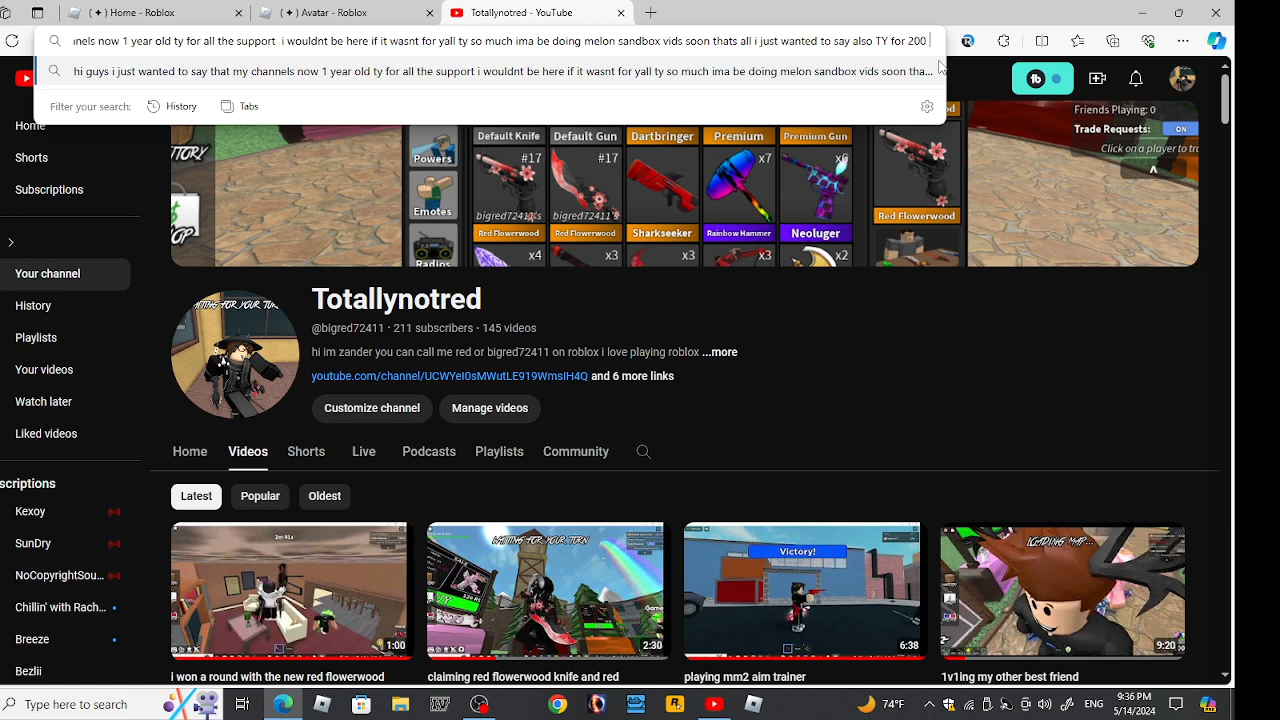 (✦) Home - Roblox
(✦) Avatar - Roblox
Totallynotred - YouTube
nnels now 1 year old ty for all the support i wouldnt be here if it wasnt for yall ty so much ima be doing melon sandbox vids soon thats all i just wanted to say also TY for 200
hi guys i just wanted to say that my channels now 1 year old ty for all the support i wouldnt be here if it wasnt for yall ty so much ima be doing melon sandbox vids soon tha...
Filter your search: History Tabs
Home
Shorts
Subscriptions
Your channel
History
Playlists
Your videos
Watch later
Liked videos
scriptions
Kexoy
SunDry
NoCopyrightSou...
Chillin' with Rach...
Breeze
Bezlii
Powers
Emotes
Radios
Default Knife Default Gun Dartbringer Premium Premium Gun
#17 #17 x7 x6
bigred72411's bigred72411's
Red Flowerwood Red Flowerwood Sharkseeker Rainbow Hammer Neoluger
x4 x3 x3 x3 x2
Red Flowerwood
Friends Playing: 0
Trade Requests: ON
Click on a player to tra
Totallynotred
@bigred72411 · 211 subscribers · 145 videos
hi im zander you can call me red or bigred72411 on roblox i love playing roblox ...more
youtube.com/channel/UCWYeI0sMWutLE919WmsIH4Q and 6 more links
Customize channel Manage videos
Home Videos Shorts Live Podcasts Playlists Community
Latest Popular Oldest
2m 41s
1:00
i won a round with the new red flowerwood
WAITING FOR YOUR TURN
2:30
claiming red flowerwood knife and red
Victory!
6:38
playing mm2 aim trainer
LOADING MAP...
9:20
1v1ing my other best friend
Type here to search
74°F
ENG
9:36 PM
5/14/2024